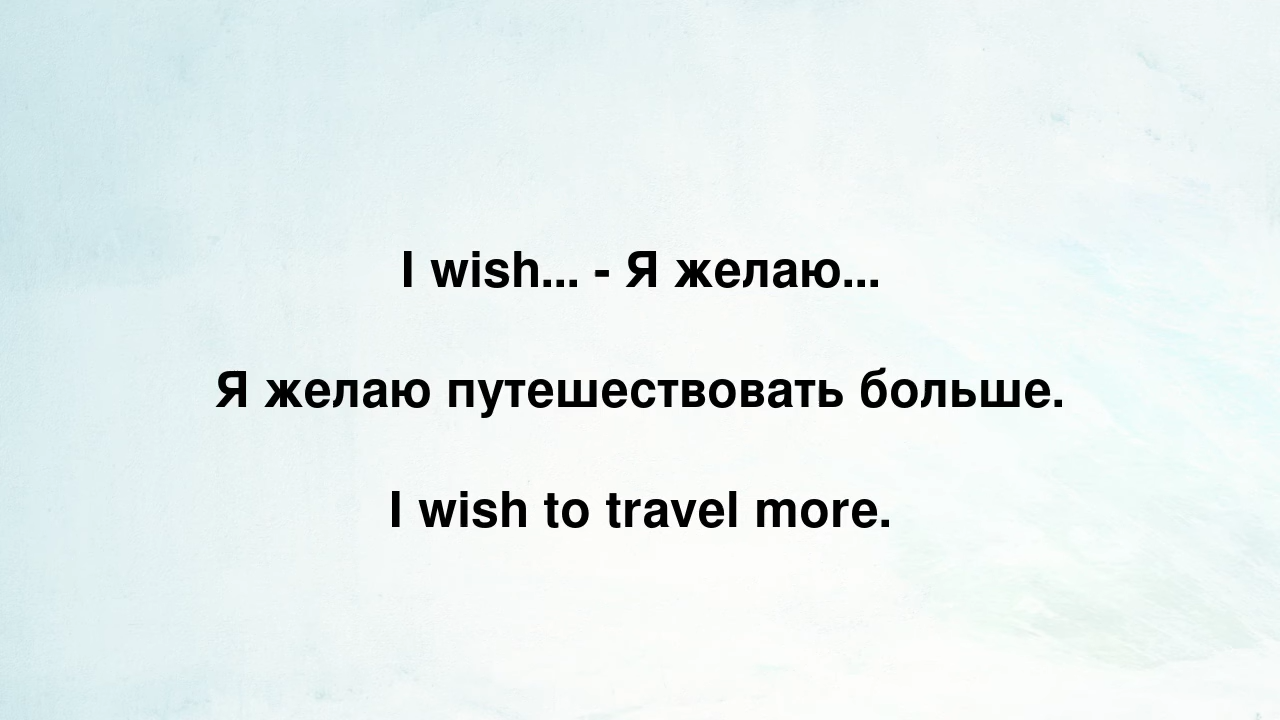 I wish... - Я желаю...
Я желаю путешествовать больше.
I wish to travel more.